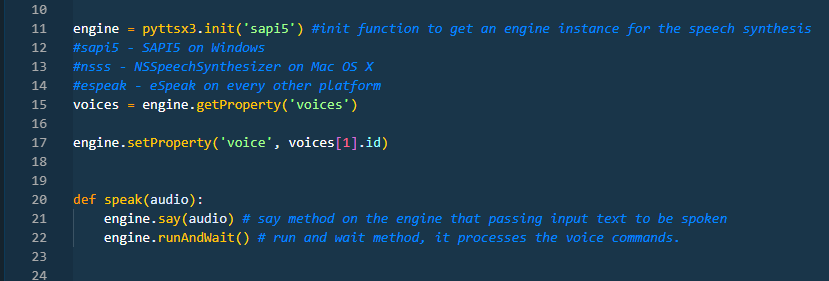 10
11 engine = pyttsx3.init('sapi5') #init function to get an engine instance for the speech synthesis
12 #sapi5 - SAPI5 on Windows
13 #nsss - NSSpeechSynthesizer on Mac OS X
14 #espeak - eSpeak on every other platform
15 voices = engine.getProperty('voices')
16
17 engine.setProperty('voice', voices[1].id)
18
19
20 def speak(audio):
21     engine.say(audio) # say method on the engine that passing input text to be spoken
22     engine.runAndWait() # run and wait method, it processes the voice commands.
23
24